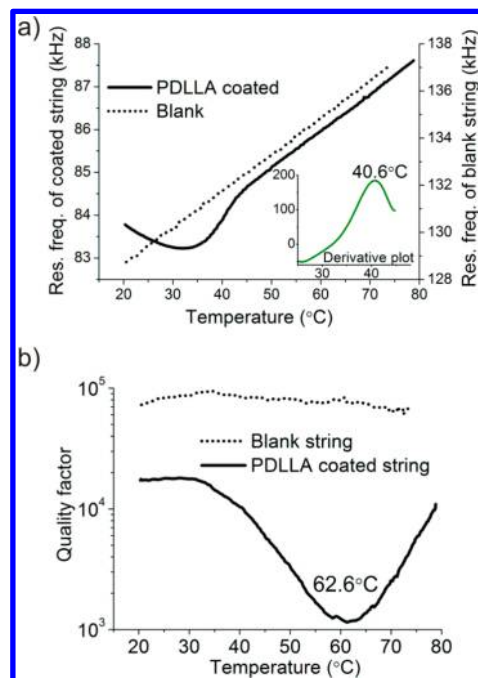 a)
Res. freq. of coated string (kHz)
88
87
86
85
84
83
PDLLA coated
Blank
138
136
134
132
130
128
Res. freq. of blank string (kHz)
40.6°C
200
100
0
Derivative plot
30
40
20
30
40
50
60
70
80
Temperature (°C)
b)
Quality factor
10⁵
10⁴
10³
Blank string
PDLLA coated string
62.6°C
20
30
40
50
60
70
80
Temperature (°C)